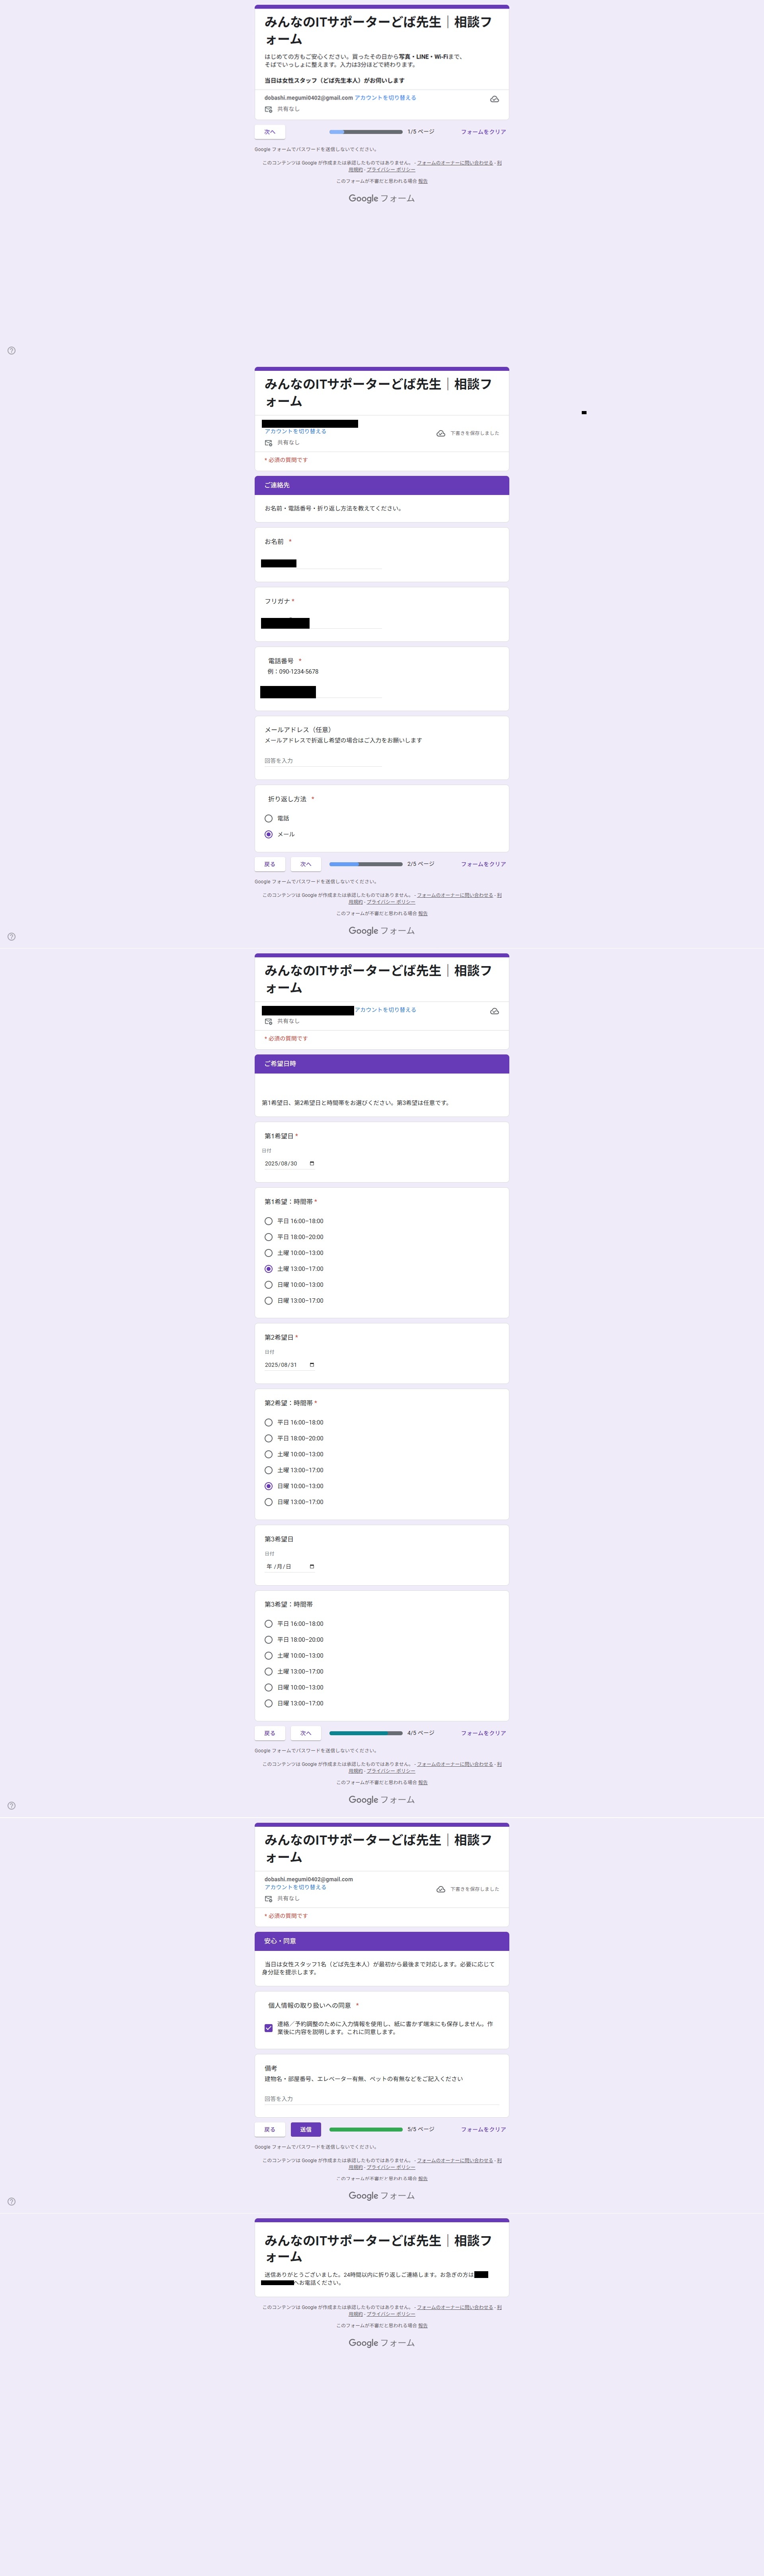 みんなのITサポーターどば先生｜相談フ
ォーム
はじめての方もご安心ください。買ったその日から写真・LINE・Wi-Fiまで、
そばでいっしょに整えます。入力は3分ほどで終わります。
当日は女性スタッフ（どば先生本人）がお伺いします
dobashi.megumi0402@gmail.com アカウントを切り替える
共有なし
次へ
1/5 ページ
フォームをクリア
Google フォームでパスワードを送信しないでください。
このコンテンツは Google が作成または承認したものではありません。 - フォームのオーナーに問い合わせる - 利
用規約 - プライバシー ポリシー
このフォームが不審だと思われる場合 報告
Google フォーム
みんなのITサポーターどば先生｜相談フ
ォーム
アカウントを切り替える
下書きを保存しました
共有なし
* 必須の質問です
ご連絡先
お名前・電話番号・折り返し方法を教えてください。
お名前 *
フリガナ *
電話番号 *
例：090-1234-5678
メールアドレス（任意）
メールアドレスで折返し希望の場合はご入力をお願いします
回答を入力
折り返し方法 *
電話
メール
戻る
次へ
2/5 ページ
フォームをクリア
Google フォームでパスワードを送信しないでください。
このコンテンツは Google が作成または承認したものではありません。 - フォームのオーナーに問い合わせる - 利
用規約 - プライバシー ポリシー
このフォームが不審だと思われる場合 報告
Google フォーム
みんなのITサポーターどば先生｜相談フ
ォーム
アカウントを切り替える
共有なし
* 必須の質問です
ご希望日時
第1希望日、第2希望日と時間帯をお選びください。第3希望は任意です。
第1希望日 *
日付
2025/08/30
第1希望：時間帯 *
平日 16:00–18:00
平日 18:00–20:00
土曜 10:00–13:00
土曜 13:00–17:00
日曜 10:00–13:00
日曜 13:00–17:00
第2希望日 *
日付
2025/08/31
第2希望：時間帯 *
平日 16:00–18:00
平日 18:00–20:00
土曜 10:00–13:00
土曜 13:00–17:00
日曜 10:00–13:00
日曜 13:00–17:00
第3希望日
日付
年 /月/日
第3希望：時間帯
平日 16:00–18:00
平日 18:00–20:00
土曜 10:00–13:00
土曜 13:00–17:00
日曜 10:00–13:00
日曜 13:00–17:00
戻る
次へ
4/5 ページ
フォームをクリア
Google フォームでパスワードを送信しないでください。
このコンテンツは Google が作成または承認したものではありません。 - フォームのオーナーに問い合わせる - 利
用規約 - プライバシー ポリシー
このフォームが不審だと思われる場合 報告
Google フォーム
みんなのITサポーターどば先生｜相談フ
ォーム
dobashi.megumi0402@gmail.com
アカウントを切り替える
下書きを保存しました
共有なし
* 必須の質問です
安心・同意
当日は女性スタッフ1名（どば先生本人）が最初から最後まで対応します。必要に応じて
身分証を提示します。
個人情報の取り扱いへの同意 *
連絡／予約調整のために入力情報を使用し、紙に書かず端末にも保存しません。作
業後に内容を説明します。これに同意します。
備考
建物名・部屋番号、エレベーター有無、ペットの有無などをご記入ください
回答を入力
戻る
送信
5/5 ページ
フォームをクリア
Google フォームでパスワードを送信しないでください。
このコンテンツは Google が作成または承認したものではありません。 - フォームのオーナーに問い合わせる - 利
用規約 - プライバシー ポリシー
このフォームが不審だと思われる場合 報告
Google フォーム
みんなのITサポーターどば先生｜相談フ
ォーム
送信ありがとうございました。24時間以内に折り返しご連絡します。お急ぎの方は
へお電話ください。
このコンテンツは Google が作成または承認したものではありません。 - フォームのオーナーに問い合わせる - 利
用規約 - プライバシー ポリシー
このフォームが不審だと思われる場合 報告
Google フォーム